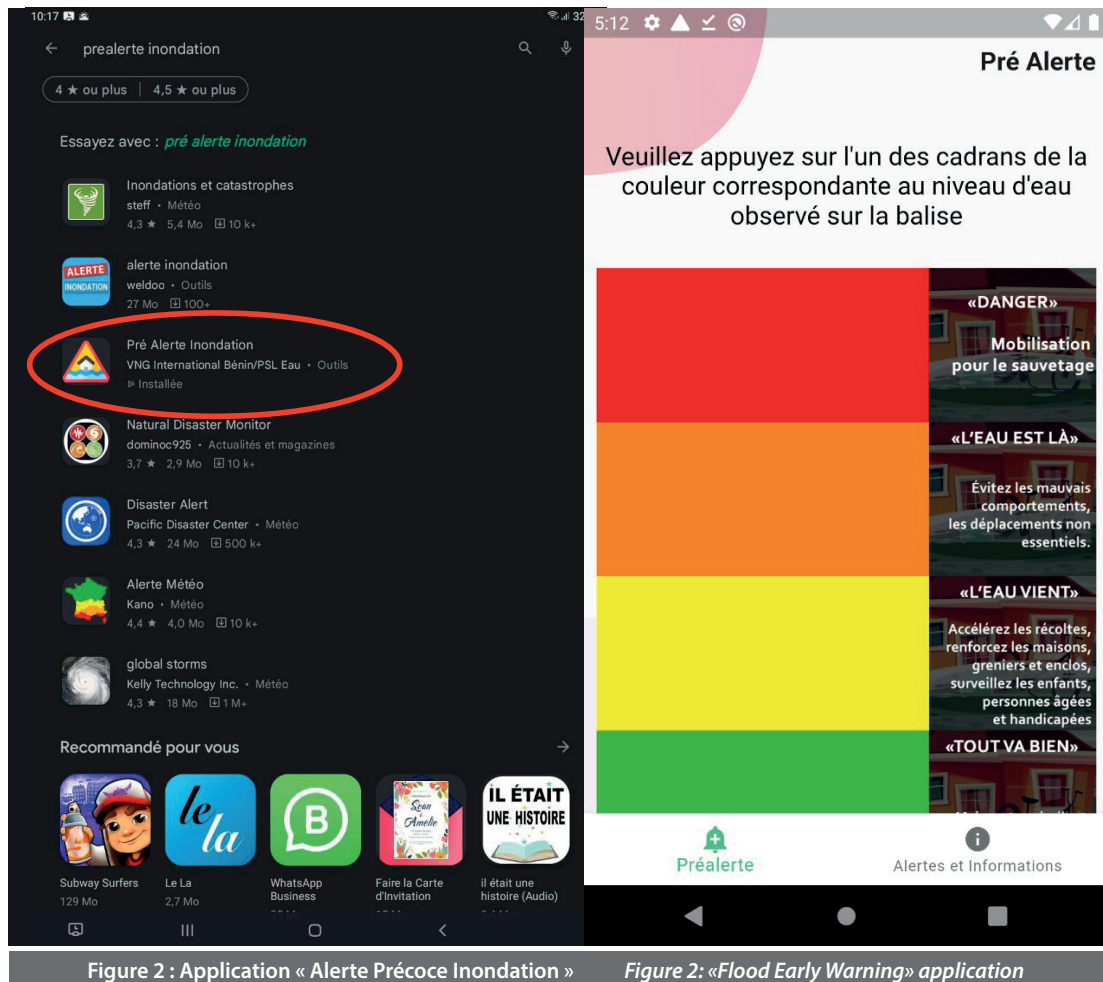 10:17
32
prealerte inondation
4 ★ ou plus | 4,5 ★ ou plus
Essayez avec : pré alerte inondation
Inondations et catastrophes
steff • Météo
4,3 ★ 5,4 Mo 10 k+
ALERTE
INONDATION
alerte inondation
weldoo • Outils
27 Mo 100+
Pré Alerte Inondation
VNG International Bénin/PSL Eau • Outils
Installée
Natural Disaster Monitor
dominoc925 • Actualités et magazines
3,7 ★ 2,9 Mo 10 k+
Disaster Alert
Pacific Disaster Center • Météo
4,3 ★ 24 Mo 500 k+
Alerte Météo
Kano • Météo
4,4 ★ 4,0 Mo 10 k+
global storms
Kelly Technology Inc. • Météo
4,3 ★ 18 Mo 1 M+
Recommandé pour vous
le
la
B
Sean
&
Amélie
IL ÉTAIT
UNE HISTOIRE
Subway Surfers
129 Mo
Le La
2,7 Mo
WhatsApp
Business
Faire la Carte
d'Invitation
il était une
histoire (Audio)
5:12
Pré Alerte
Veuillez appuyez sur l'un des cadrans de la
couleur correspondante au niveau d'eau
observé sur la balise
«DANGER»
Mobilisation
pour le sauvetage
«L'EAU EST LÀ»
Évitez les mauvais
comportements,
les déplacements non
essentiels.
«L'EAU VIENT»
Accélérez les récoltes,
renforcez les maisons,
greniers et enclos,
surveillez les enfants,
personnes âgées
et handicapées
«TOUT VA BIEN»
Préalerte
Alertes et Informations
Figure 2 : Application « Alerte Précoce Inondation »
Figure 2: «Flood Early Warning» application